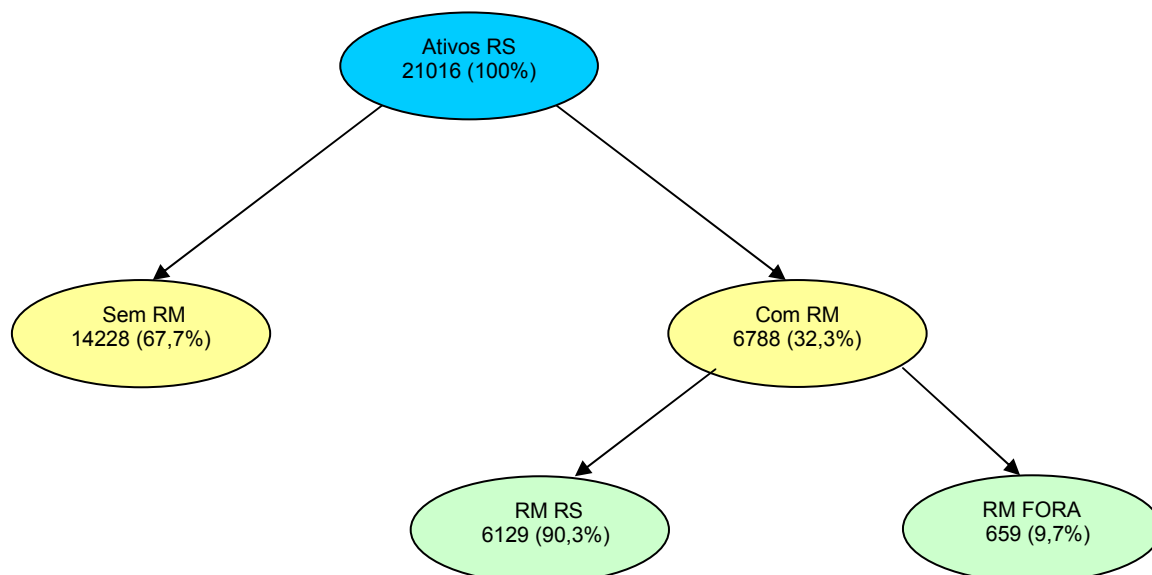 Ativos RS
21016 (100%)
Sem RM
14228 (67,7%)
Com RM
6788 (32,3%)
RM RS
6129 (90,3%)
RM FORA
659 (9,7%)